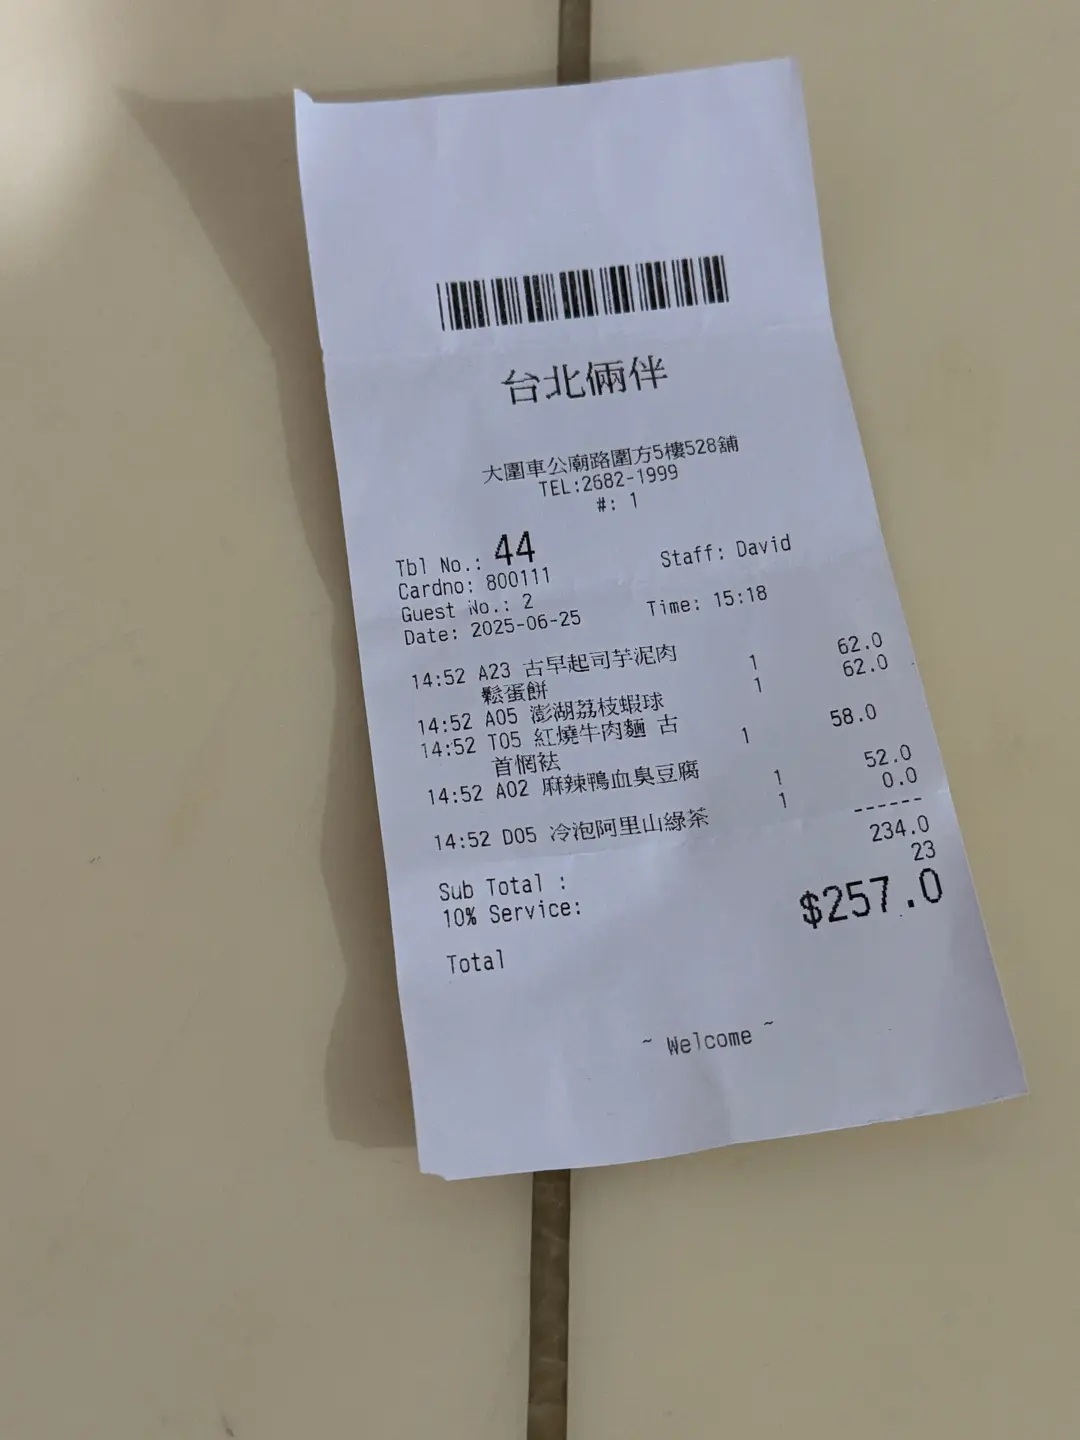 台北倆伴
大圍車公廟路圍方5樓528舖
TEL:2682-1999
#: 1
Tbl No.: 44
Cardno: 800111 Staff: David
Guest No.: 2
Date: 2025-06-25 Time: 15:18
14:52 A23 古早起司芋泥肉 1 62.0
鬆蛋餅
14:52 A05 澎湖荔枝蝦球 1 62.0
14:52 T05 紅燒牛肉麵 古 1 58.0
首惘袪
14:52 A02 麻辣鴨血臭豆腐 1 52.0
14:52 D05 冷泡阿里山綠茶 1 0.0
------
Sub Total : 234.0
10% Service: 23
Total $257.0
~ Welcome ~